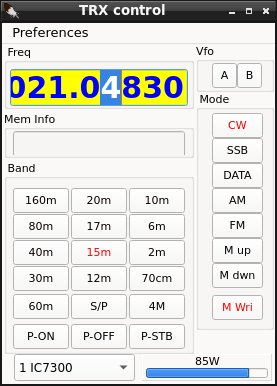 TRX control
Preferences
Freq
021.04830
Vfo
A B
Mem Info
Mode
CW
SSB
DATA
AM
FM
M up
M dwn
M Wri
Band
160m 20m 10m
80m 17m 6m
40m 15m 2m
30m 12m 70cm
60m S/P 4M
P-ON P-OFF P-STB
1 IC7300
85W